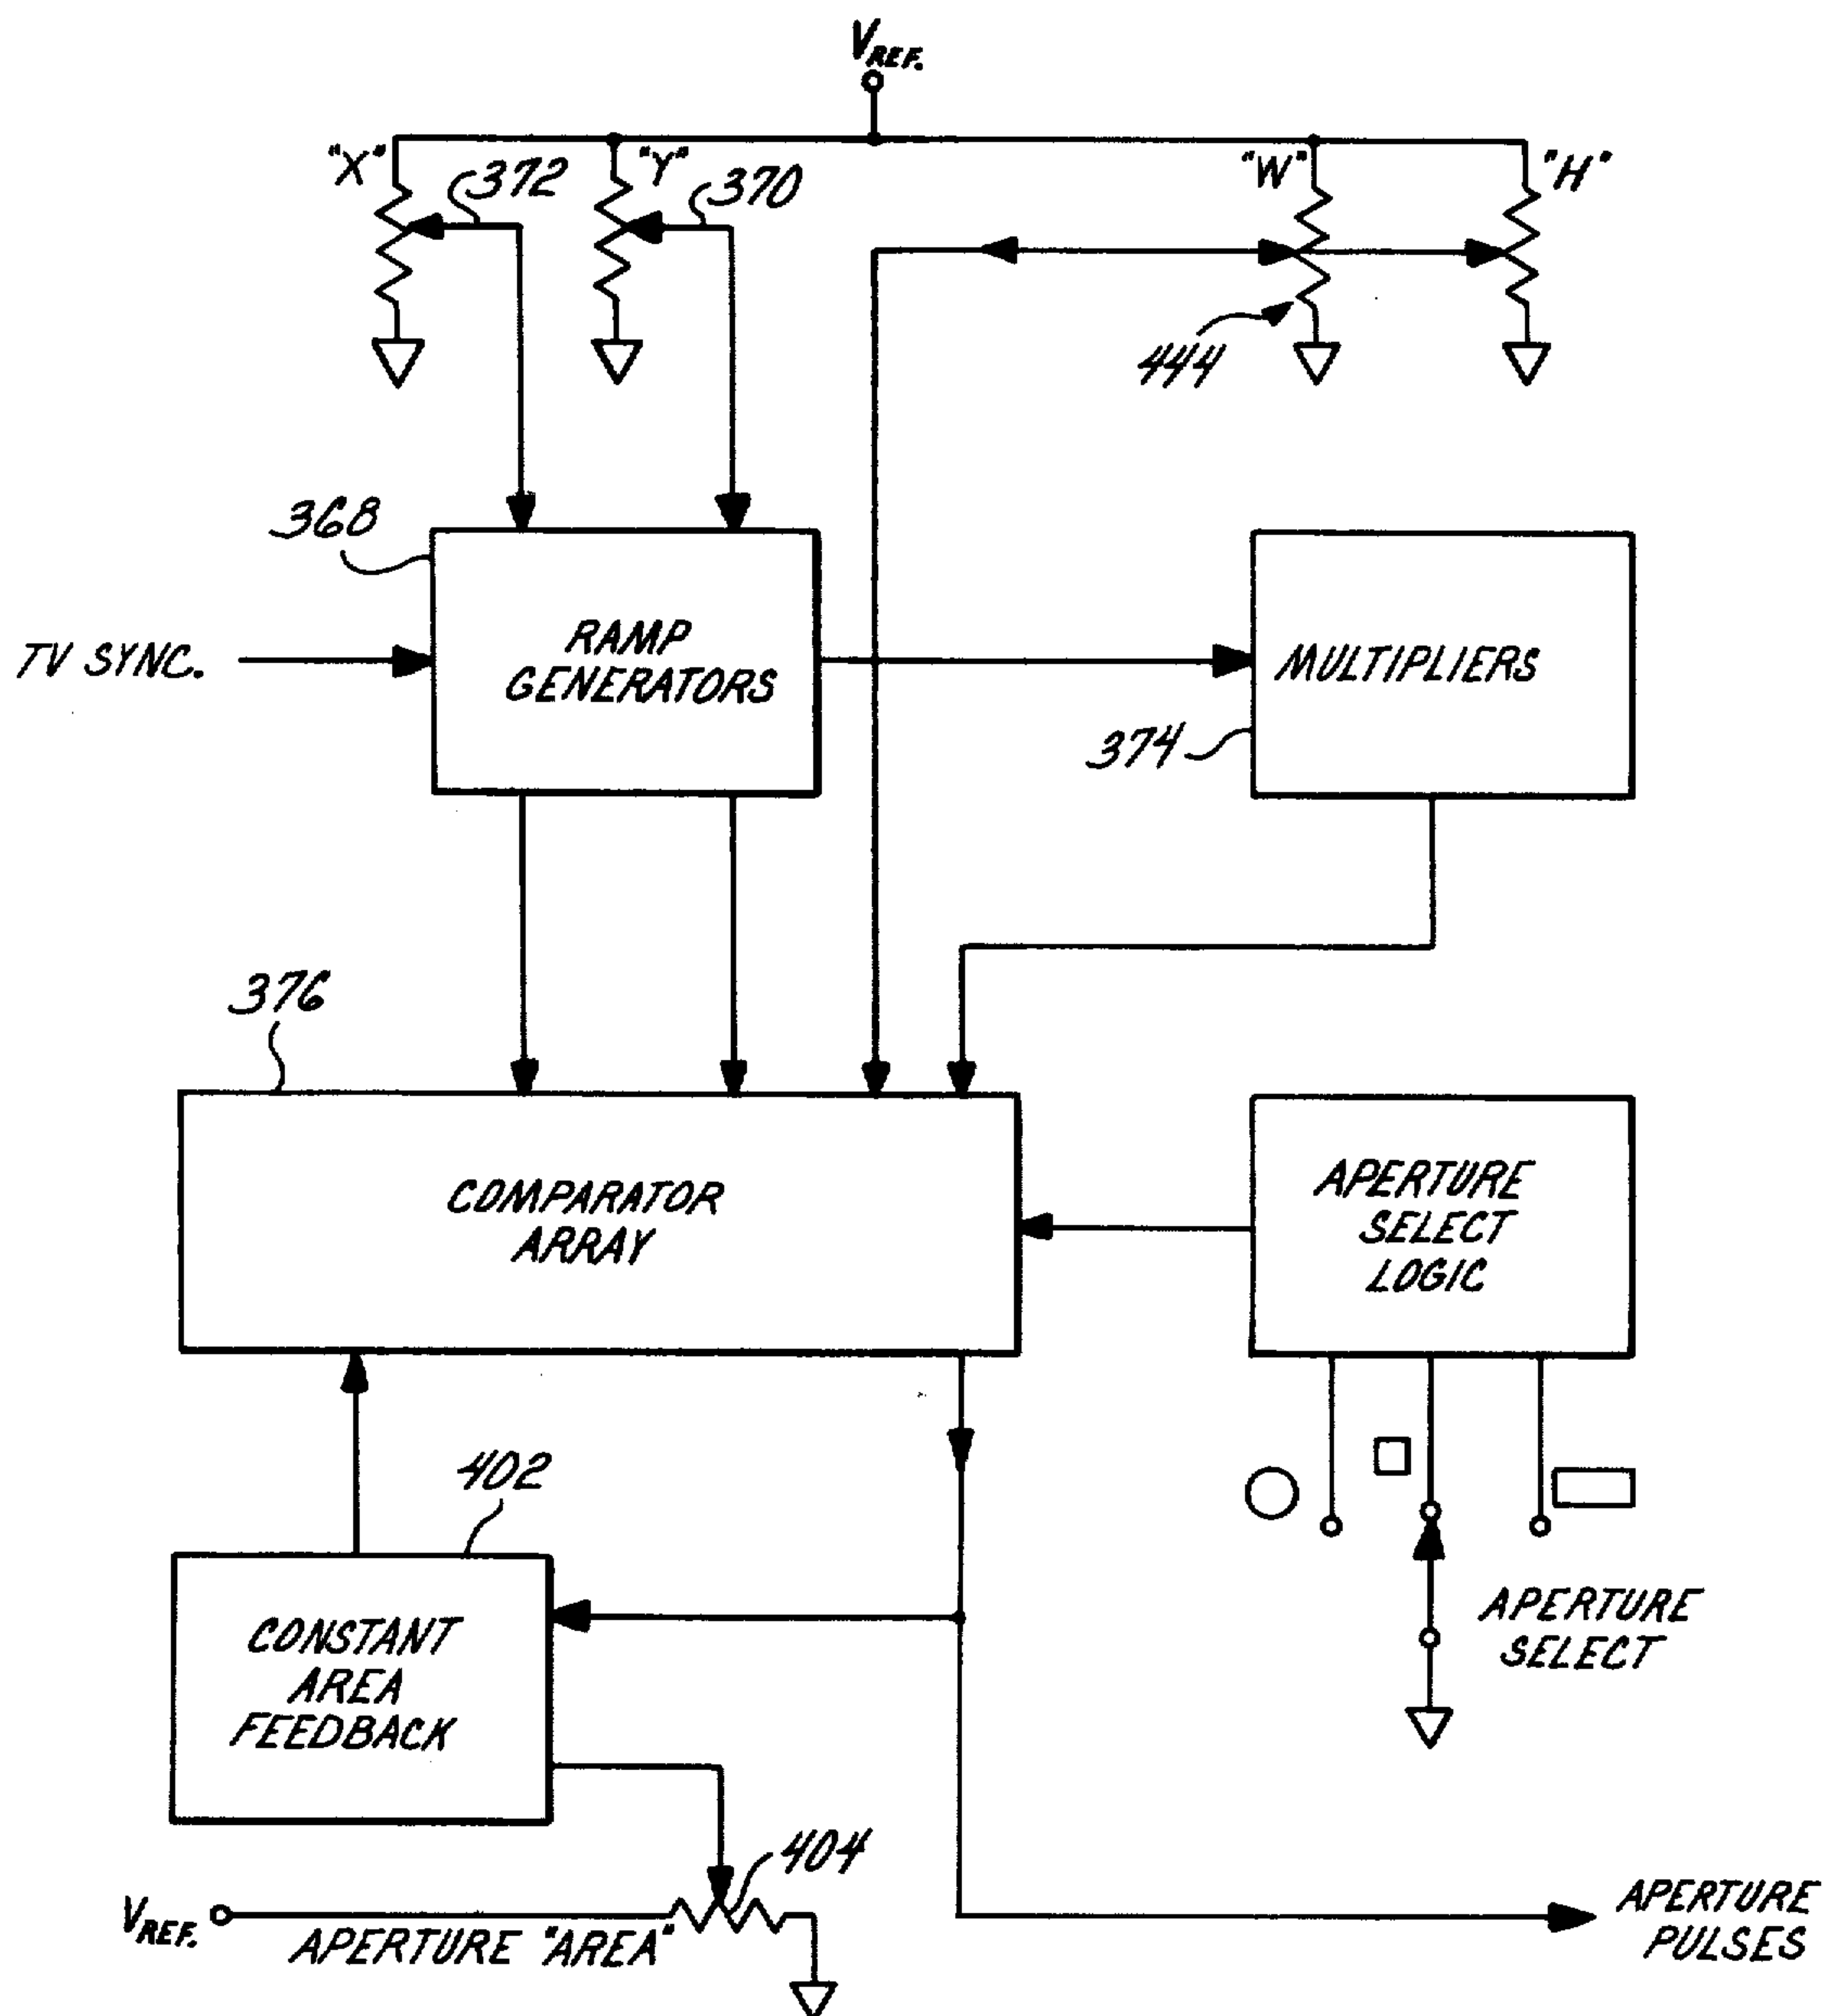 VREF.
"X"
372
"Y"
370
"W"
"H"
444
368
TV SYNC.
RAMP
GENERATORS
MULTIPLIERS
374
376
COMPARATOR
ARRAY
APERTURE
SELECT
LOGIC
402
CONSTANT
AREA
FEEDBACK
APERTURE
SELECT
404
VREF.
APERTURE "AREA"
APERTURE
PULSES